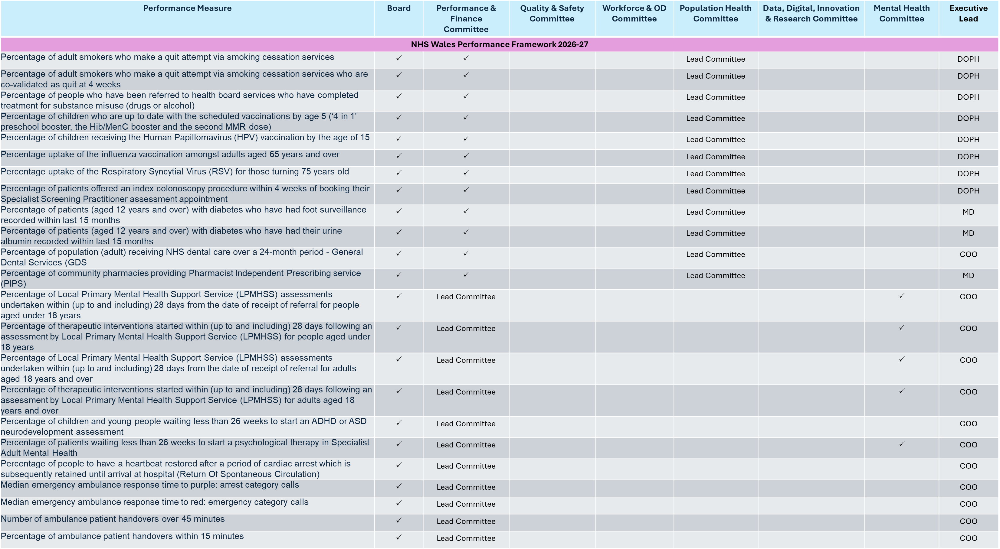 Performance Measure
Board
Performance &
Finance
Committee
Quality & Safety
Committee
Workforce & OD
Committee
Population Health
Committee
Data, Digital, Innovation
& Research Committee
Mental Health
Committee
Executive
Lead
NHS Wales Performance Framework 2026-27
Percentage of adult smokers who make a quit attempt via smoking cessation services
✓ ✓ Lead Committee DOPH
Percentage of adult smokers who make a quit attempt via smoking cessation services who are
co-validated as quit at 4 weeks
✓ ✓ Lead Committee DOPH
Percentage of people who have been referred to health board services who have completed
treatment for substance misuse (drugs or alcohol)
✓ ✓ Lead Committee DOPH
Percentage of children who are up to date with the scheduled vaccinations by age 5 (‘4 in 1’
preschool booster, the Hib/MenC booster and the second MMR dose)
✓ ✓ Lead Committee DOPH
Percentage of children receiving the Human Papillomavirus (HPV) vaccination by the age of 15
✓ ✓ Lead Committee DOPH
Percentage uptake of the influenza vaccination amongst adults aged 65 years and over
✓ ✓ Lead Committee DOPH
Percentage uptake of the Respiratory Syncytial Virus (RSV) for those turning 75 years old
✓ ✓ Lead Committee DOPH
Percentage of patients offered an index colonoscopy procedure within 4 weeks of booking their
Specialist Screening Practitioner assessment appointment
✓ ✓ Lead Committee DOPH
Percentage of patients (aged 12 years and over) with diabetes who have had foot surveillance
recorded within last 15 months
✓ ✓ Lead Committee MD
Percentage of patients (aged 12 years and over) with diabetes who have had their urine
albumin recorded within last 15 months
✓ ✓ Lead Committee MD
Percentage of population (adult) receiving NHS dental care over a 24-month period - General
Dental Services (GDS
✓ ✓ Lead Committee COO
Percentage of community pharmacies providing Pharmacist Independent Prescribing service
(PIPS)
✓ ✓ Lead Committee MD
Percentage of Local Primary Mental Health Support Service (LPMHSS) assessments
undertaken within (up to and including) 28 days from the date of receipt of referral for people
aged under 18 years
✓ Lead Committee ✓ COO
Percentage of therapeutic interventions started within (up to and including) 28 days following an
assessment by Local Primary Mental Health Support Service (LPMHSS) for people aged under
18 years
✓ Lead Committee ✓ COO
Percentage of Local Primary Mental Health Support Service (LPMHSS) assessments
undertaken within (up to and including) 28 days from the date of receipt of referral for adults
aged 18 years and over
✓ Lead Committee ✓ COO
Percentage of therapeutic interventions started within (up to and including) 28 days following an
assessment by Local Primary Mental Health Support Service (LPMHSS) for adults aged 18
years and over
✓ Lead Committee ✓ COO
Percentage of children and young people waiting less than 26 weeks to start an ADHD or ASD
neurodevelopment assessment
✓ Lead Committee COO
Percentage of patients waiting less than 26 weeks to start a psychological therapy in Specialist
Adult Mental Health
✓ Lead Committee ✓ COO
Percentage of people to have a heartbeat restored after a period of cardiac arrest which is
subsequently retained until arrival at hospital (Return Of Spontaneous Circulation)
✓ Lead Committee COO
Median emergency ambulance response time to purple: arrest category calls
✓ Lead Committee COO
Median emergency ambulance response time to red: emergency category calls
✓ Lead Committee COO
Number of ambulance patient handovers over 45 minutes
✓ Lead Committee COO
Percentage of ambulance patient handovers within 15 minutes
✓ Lead Committee COO